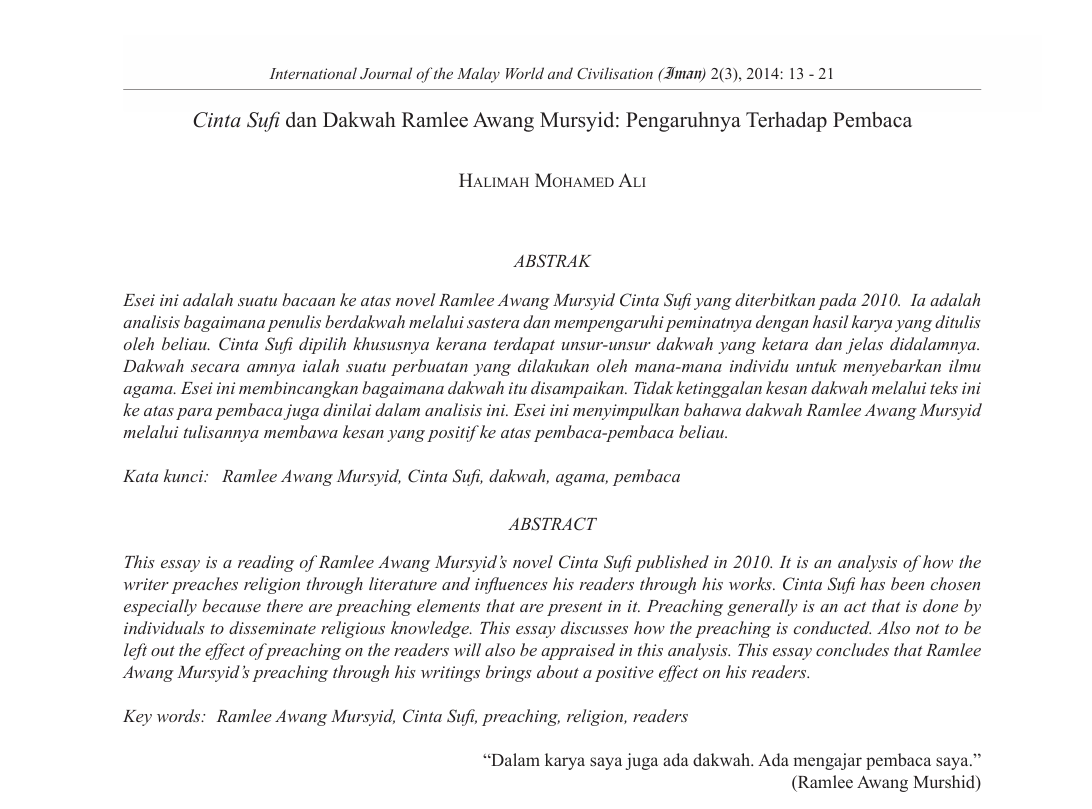 International Journal of the Malay World and Civilisation (Iman) 2(3), 2014: 13 - 21
Cinta Sufi dan Dakwah Ramlee Awang Mursyid: Pengaruhnya Terhadap Pembaca
Halimah Mohamed Ali
ABSTRAK
Esei ini adalah suatu bacaan ke atas novel Ramlee Awang Mursyid Cinta Sufi yang diterbitkan pada 2010. Ia adalah
analisis bagaimana penulis berdakwah melalui sastera dan mempengaruhi peminatnya dengan hasil karya yang ditulis
oleh beliau. Cinta Sufi dipilih khususnya kerana terdapat unsur-unsur dakwah yang ketara dan jelas didalamnya.
Dakwah secara amnya ialah suatu perbuatan yang dilakukan oleh mana-mana individu untuk menyebarkan ilmu
agama. Esei ini membincangkan bagaimana dakwah itu disampaikan. Tidak ketinggalan kesan dakwah melalui teks ini
ke atas para pembaca juga dinilai dalam analisis ini. Esei ini menyimpulkan bahawa dakwah Ramlee Awang Mursyid
melalui tulisannya membawa kesan yang positif ke atas pembaca-pembaca beliau.
Kata kunci: Ramlee Awang Mursyid, Cinta Sufi, dakwah, agama, pembaca
ABSTRACT
This essay is a reading of Ramlee Awang Mursyid's novel Cinta Sufi published in 2010. It is an analysis of how the
writer preaches religion through literature and influences his readers through his works. Cinta Sufi has been chosen
especially because there are preaching elements that are present in it. Preaching generally is an act that is done by
individuals to disseminate religious knowledge. This essay discusses how the preaching is conducted. Also not to be
left out the effect of preaching on the readers will also be appraised in this analysis. This essay concludes that Ramlee
Awang Mursyid's preaching through his writings brings about a positive effect on his readers.
Key words: Ramlee Awang Mursyid, Cinta Sufi, preaching, religion, readers
“Dalam karya saya juga ada dakwah. Ada mengajar pembaca saya.”
(Ramlee Awang Murshid)